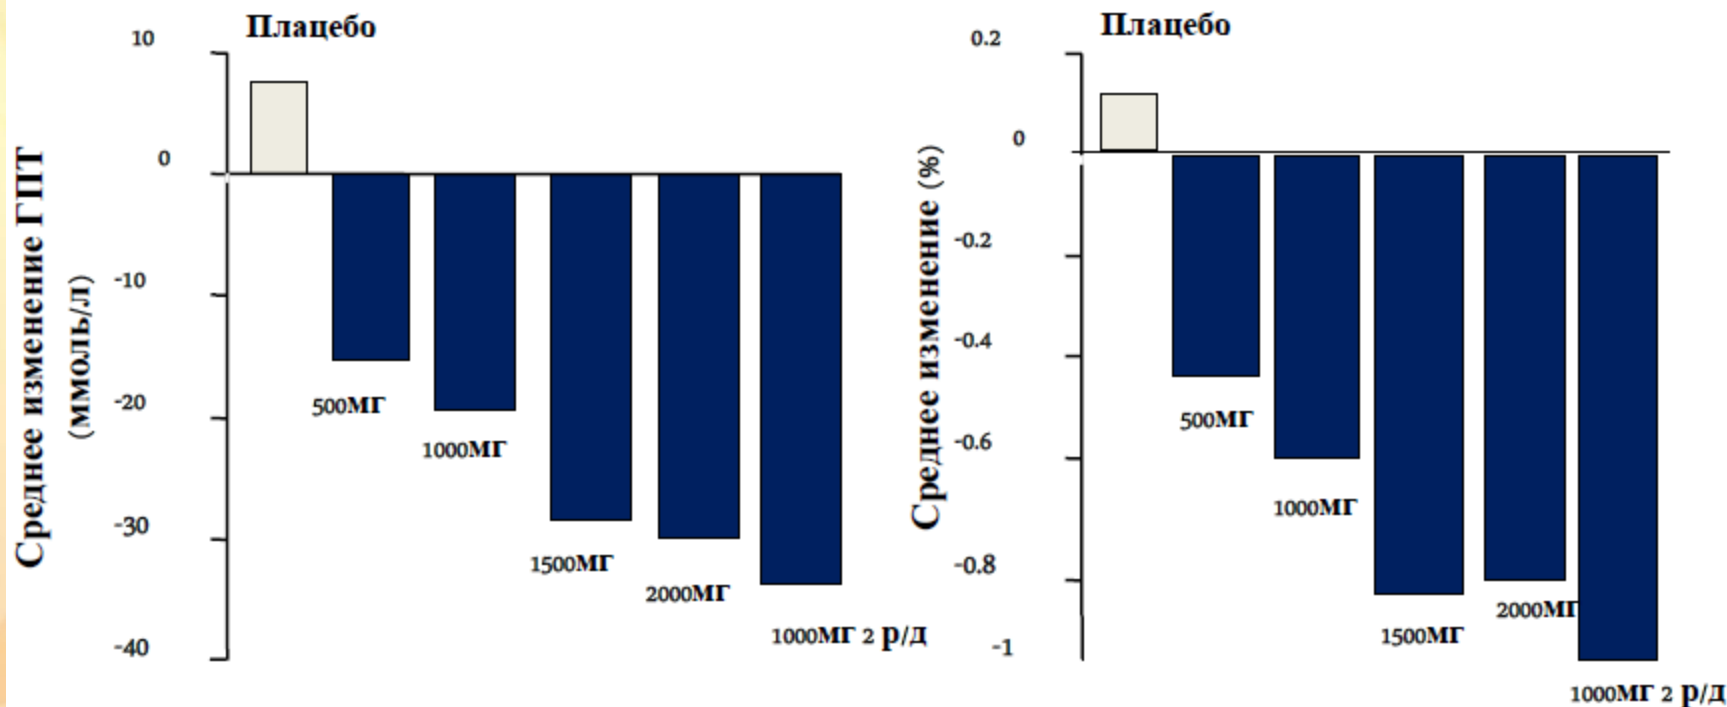 Плацебо
10
0
-10
-20
-30
-40
Среднее изменение ГПТ
(ммоль/л)
500мг
1000мг
1500мг
2000мг
1000мг 2 р/д
Плацебо
0.2
0
-0.2
-0.4
-0.6
-0.8
-1
Среднее изменение (%)
500мг
1000мг
1500мг
2000мг
1000мг 2 р/д